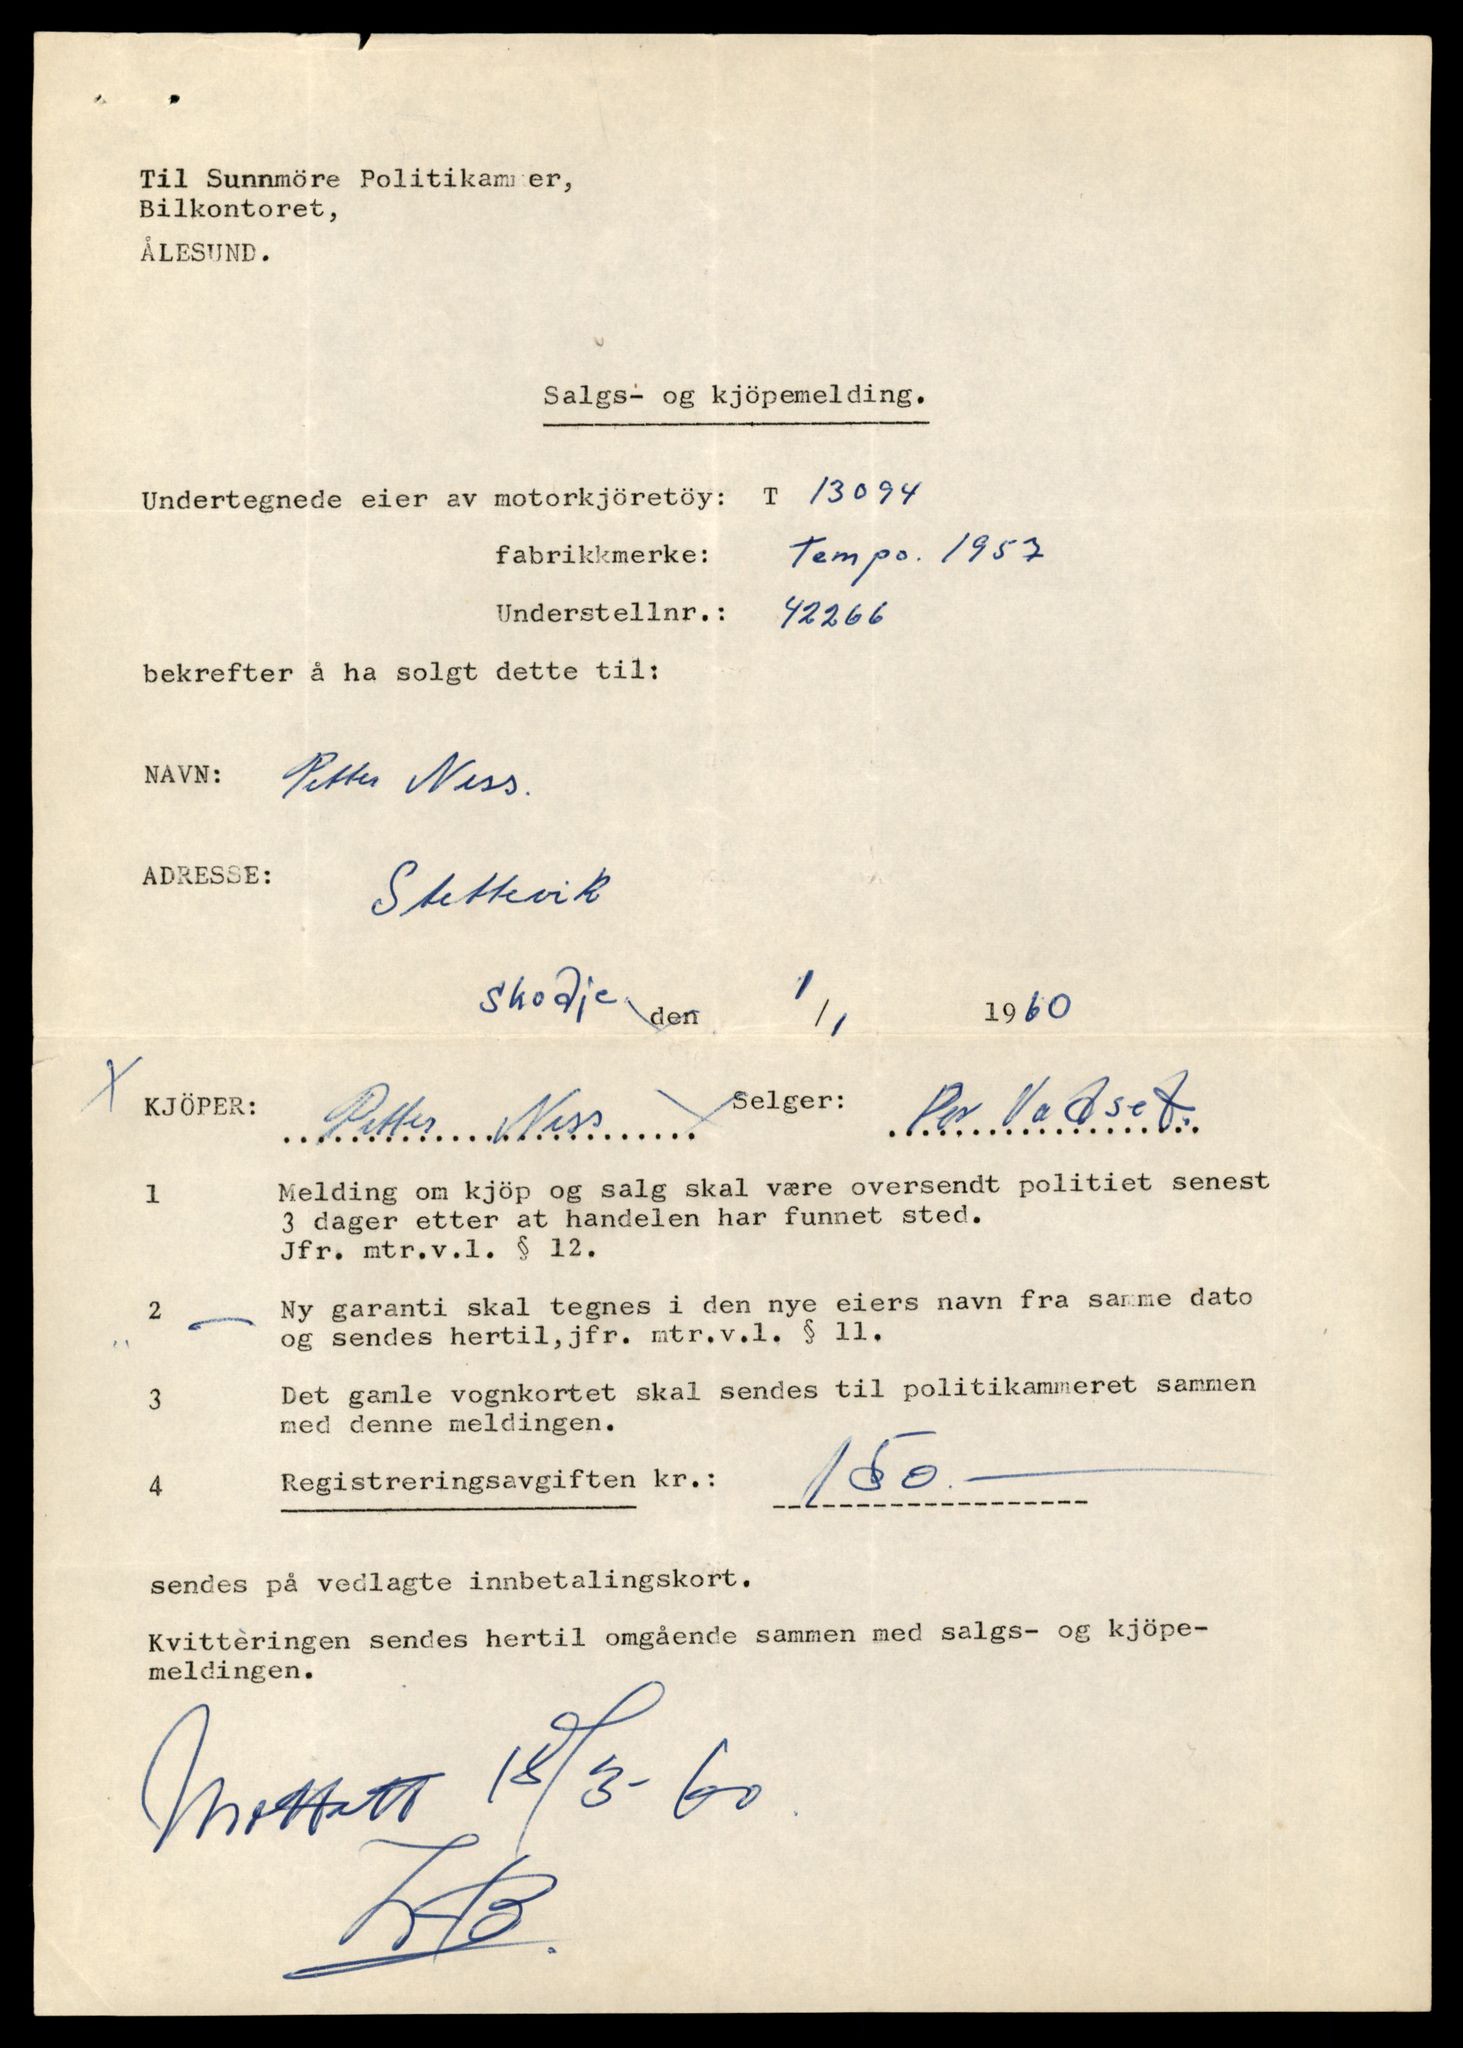 Til Sunnmöre Politikammer,
Bilkontoret,
ÅLESUND.
Salgs- og kjöpemelding.
Undertegnede eier av motorkjöretöy: T 13094
fabrikkmerke: Tempo. 1957
Understellnr.: 42266
bekrefter å ha solgt dette til:
NAVN: Petter Ness.
ADRESSE: Stettevik
Skodje den 1/1 1960
X KJÖPER: Petter Ness Selger: Per Vadset.
1 Melding om kjöp og salg skal være oversendt politiet senest
3 dager etter at handelen har funnet sted.
Jfr. mtr.v.l. § 12.
2 Ny garanti skal tegnes i den nye eiers navn fra samme dato
og sendes hertil,jfr. mtr.v.l. § 11.
3 Det gamle vognkortet skal sendes til politikammeret sammen
med denne meldingen.
4 Registreringsavgiften kr.: 150.-
sendes på vedlagte innbetalingskort.
Kvitteringen sendes hertil omgående sammen med salgs- og kjöpe-
meldingen.
Mottatt 18/3-60.